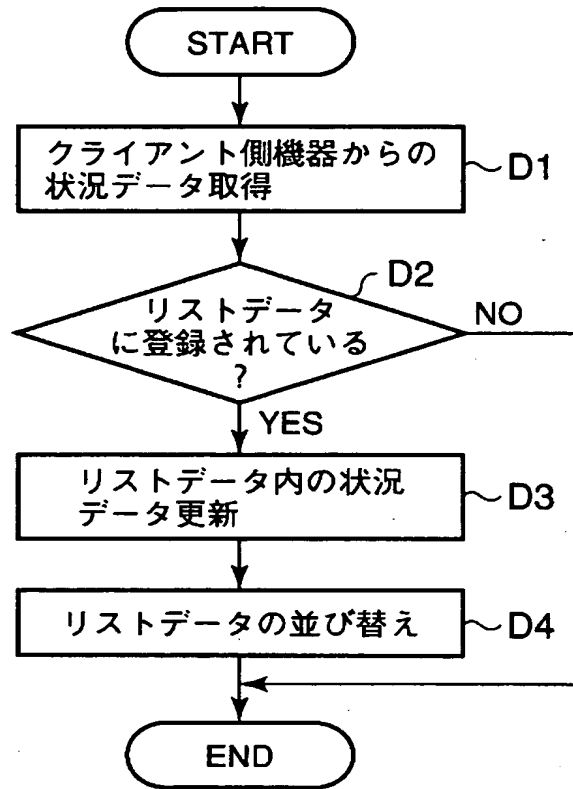 START
クライアント側機器からの
状況データ取得
D1
D2
リストデータ
に登録されている
?
NO
YES
リストデータ内の状況
データ更新
D3
リストデータの並び替え
D4
END